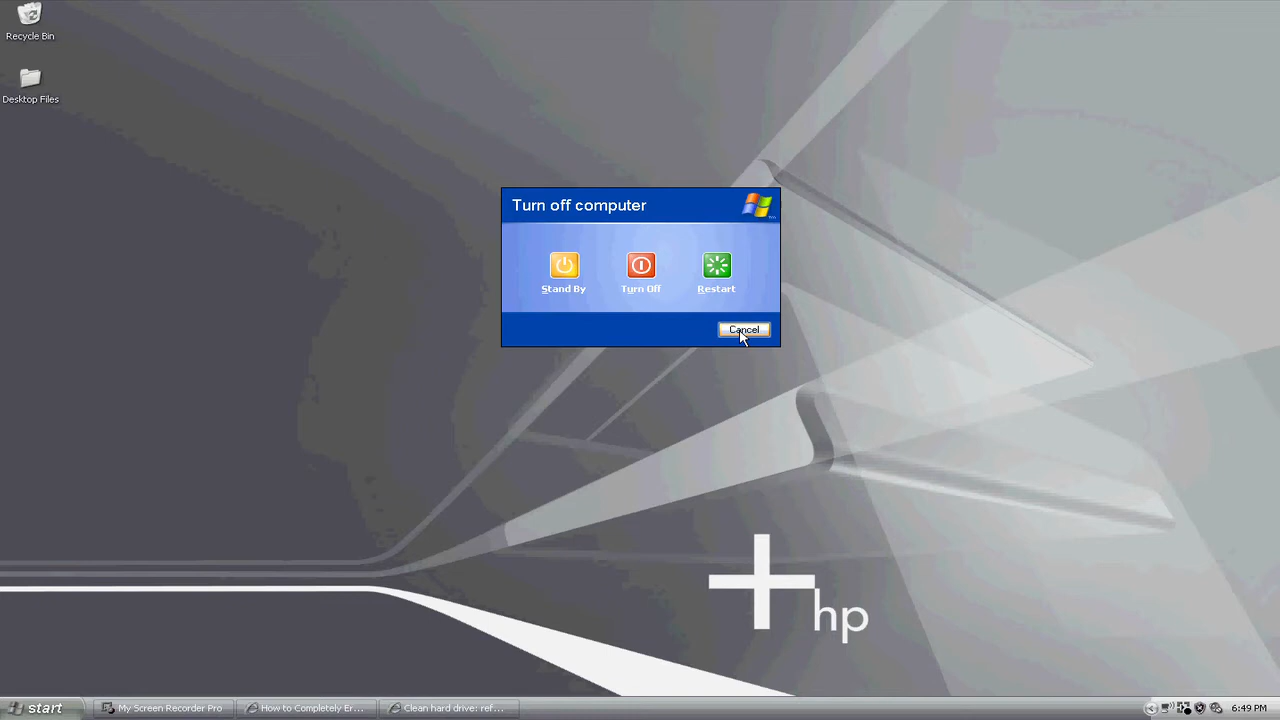 Recycle Bin
Desktop Files
Turn off computer
Stand By
Turn Off
Restart
Cancel
hp
start
My Screen Recorder Pro
How to Completely Er...
Clean hard drive: ref...
6:49 PM